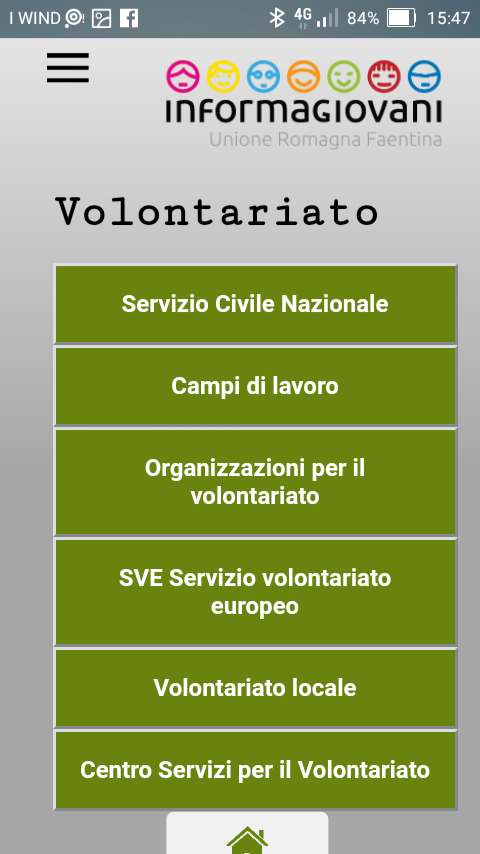 I WIND 4G 84% 15:47
informagiovani
Unione Romagna Faentina
Volontariato
Servizio Civile Nazionale
Campi di lavoro
Organizzazioni per il
volontariato
SVE Servizio volontariato
europeo
Volontariato locale
Centro Servizi per il Volontariato